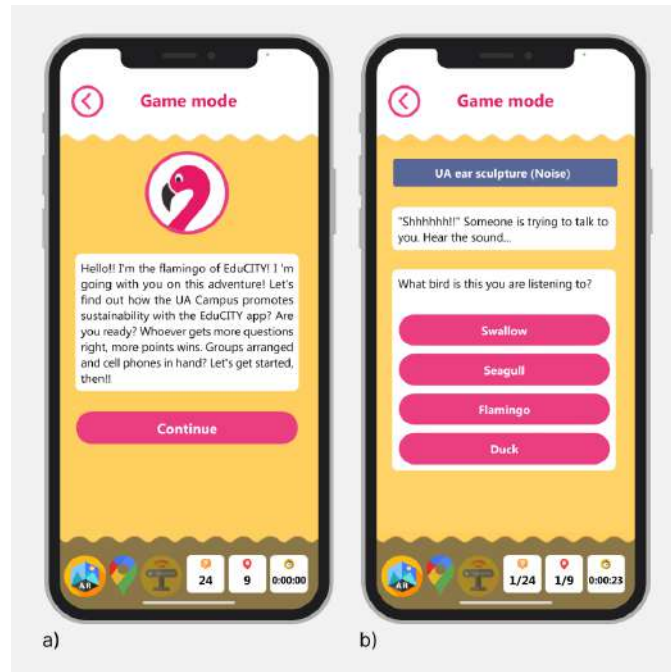 Game mode
Hello!! I'm the flamingo of EduCITY! I 'm
going with you on this adventure! Let's
find out how the UA Campus promotes
sustainability with the EduCITY app? Are
you ready? Whoever gets more questions
right, more points wins. Groups arranged
and cell phones in hand? Let's get started,
then!!
Continue
AR
24
9
0:00:00
a)
Game mode
UA ear sculpture (Noise)
"Shhhhhh!!" Someone is trying to talk to
you. Hear the sound...
What bird is this you are listening to?
Swallow
Seagull
Flamingo
Duck
AR
1/24
1/9
0:00:23
b)